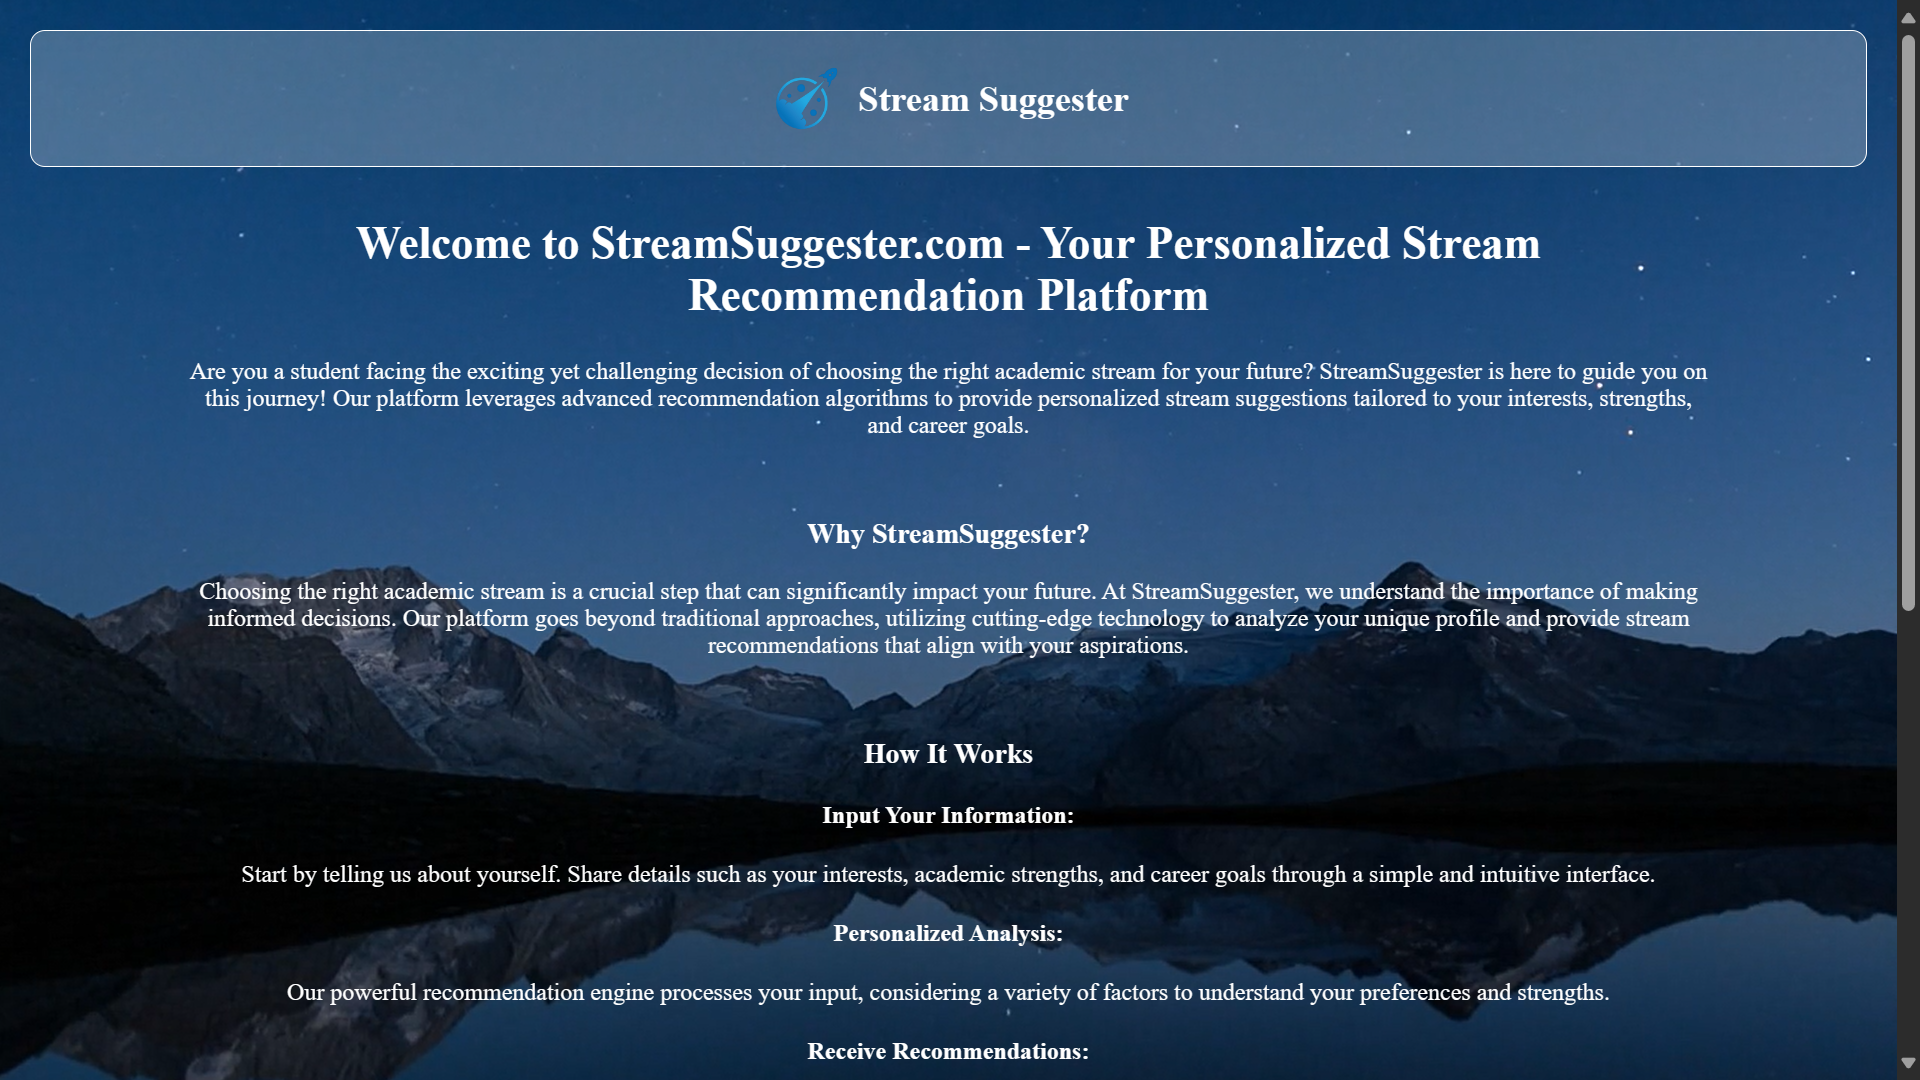 Stream Suggester
Welcome to StreamSuggester.com - Your Personalized Stream
Recommendation Platform
Are you a student facing the exciting yet challenging decision of choosing the right academic stream for your future? StreamSuggester is here to guide you on
this journey! Our platform leverages advanced recommendation algorithms to provide personalized stream suggestions tailored to your interests, strengths,
and career goals.
Why StreamSuggester?
Choosing the right academic stream is a crucial step that can significantly impact your future. At StreamSuggester, we understand the importance of making
informed decisions. Our platform goes beyond traditional approaches, utilizing cutting-edge technology to analyze your unique profile and provide stream
recommendations that align with your aspirations.
How It Works
Input Your Information:
Start by telling us about yourself. Share details such as your interests, academic strengths, and career goals through a simple and intuitive interface.
Personalized Analysis:
Our powerful recommendation engine processes your input, considering a variety of factors to understand your preferences and strengths.
Receive Recommendations: